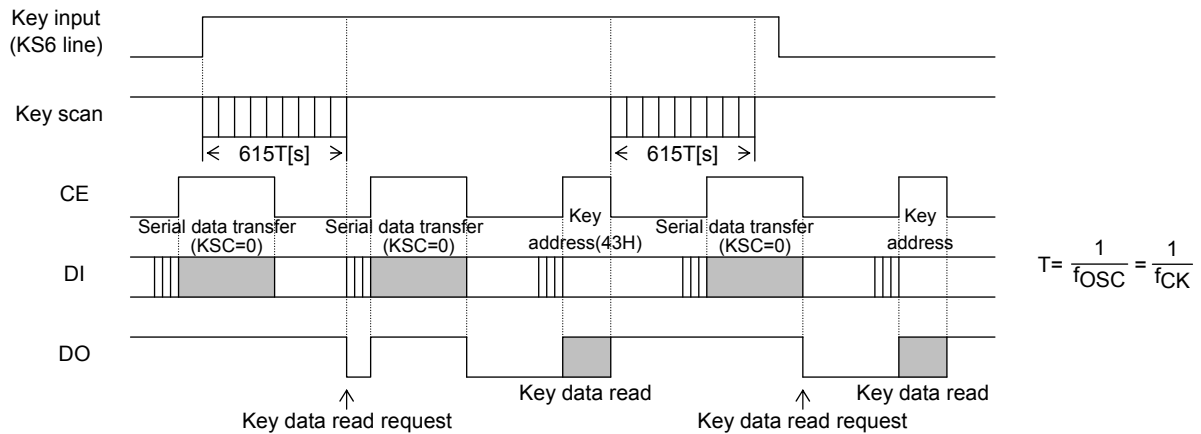 Key input
(KS6 line)
Key scan
615T[s]
615T[s]
CE
Serial data transfer
(KSC=0)
Serial data transfer
(KSC=0)
Key
address(43H)
Serial data transfer
(KSC=0)
Key
address
DI
T= 1/fOSC = 1/fCK
DO
Key data read
Key data read
Key data read request
Key data read request